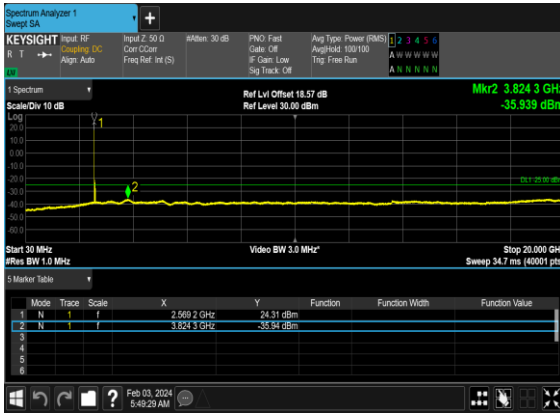 Spectrum Analyzer 1
Swept SA
+
KEYSIGHT
R T
LXI
Input: RF
Coupling: DC
Align: Auto
Input Z: 50 Ω
Corr CCorr
Freq Ref: Int (S)
#Atten: 30 dB
PNO: Fast
Gate: Off
IF Gain: Low
Sig Track: Off
Avg Type: Power (RMS)
Avg|Hold: 100/100
Trig: Free Run
1 2 3 4 5 6
A W W W W W
A N N N N N
1 Spectrum
Scale/Div 10 dB
Ref Lvl Offset 18.57 dB
Ref Level 30.00 dBm
Mkr2 3.824 3 GHz
-35.939 dBm
Log
20.0
10.0
0.00
-10.0
-20.0
-30.0
-40.0
-50.0
-60.0
1
2
DL1 -25.00 dBm
Start 30 MHz
#Res BW 1.0 MHz
Video BW 3.0 MHz*
Stop 20.000 GHz
Sweep 34.7 ms (40001 pts)
5 Marker Table
Mode Trace Scale X Y Function Function Width Function Value
1 N 1 f 2.569 2 GHz 24.31 dBm
2 N 1 f 3.824 3 GHz -35.94 dBm
3
4
5
6
?
Feb 03, 2024
5:49:29 AM